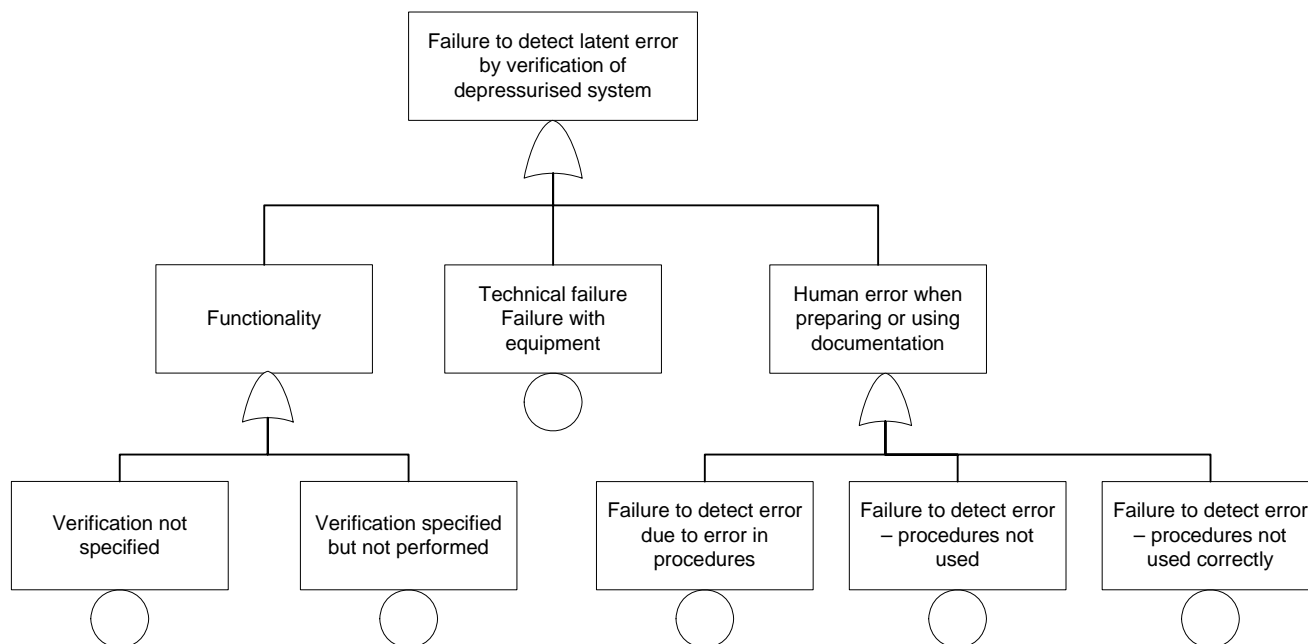 Failure to detect latent error
by verification of
depressurised system
Functionality
Technical failure
Failure with
equipment
Human error when
preparing or using
documentation
Verification not
specified
Verification specified
but not performed
Failure to detect error
due to error in
procedures
Failure to detect error
– procedures not
used
Failure to detect error
– procedures not
used correctly